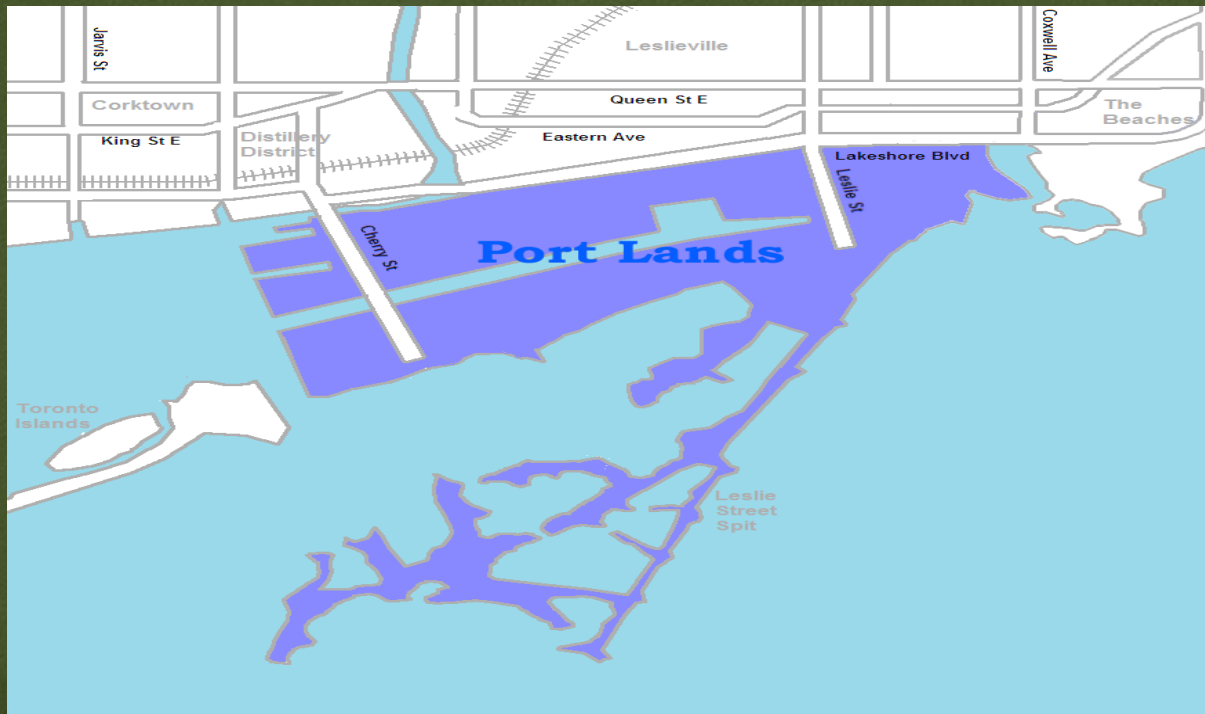 Jarvis St
Coxwell Ave
Leslieville
Corktown
Queen St E
The
Beaches
King St E
Distillery
District
Eastern Ave
Lakeshore Blvd
Leslie St
Cherry St
Port Lands
Toronto
Islands
Leslie
Street
Spit